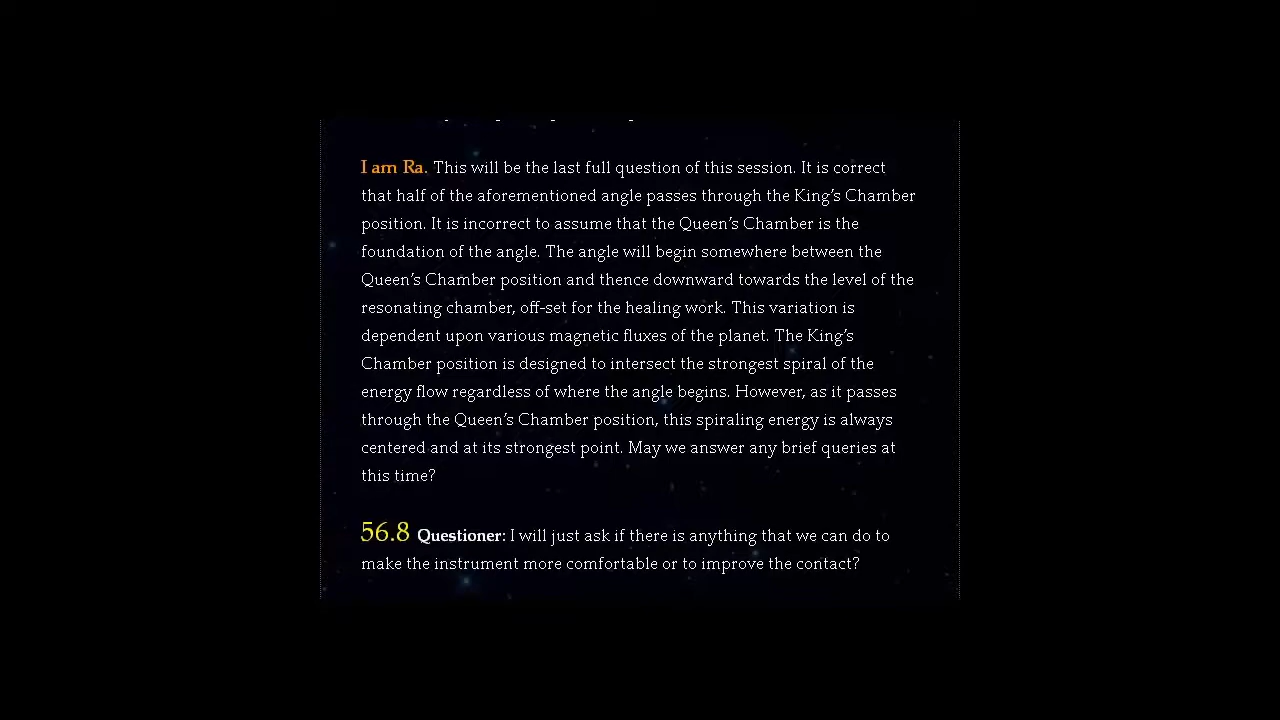 I am Ra. This will be the last full question of this session. It is correct
that half of the aforementioned angle passes through the King's Chamber
position. It is incorrect to assume that the Queen's Chamber is the
foundation of the angle. The angle will begin somewhere between the
Queen's Chamber position and thence downward towards the level of the
resonating chamber, off-set for the healing work. This variation is
dependent upon various magnetic fluxes of the planet. The King's
Chamber position is designed to intersect the strongest spiral of the
energy flow regardless of where the angle begins. However, as it passes
through the Queen's Chamber position, this spiraling energy is always
centered and at its strongest point. May we answer any brief queries at
this time?
56.8 Questioner: I will just ask if there is anything that we can do to
make the instrument more comfortable or to improve the contact?